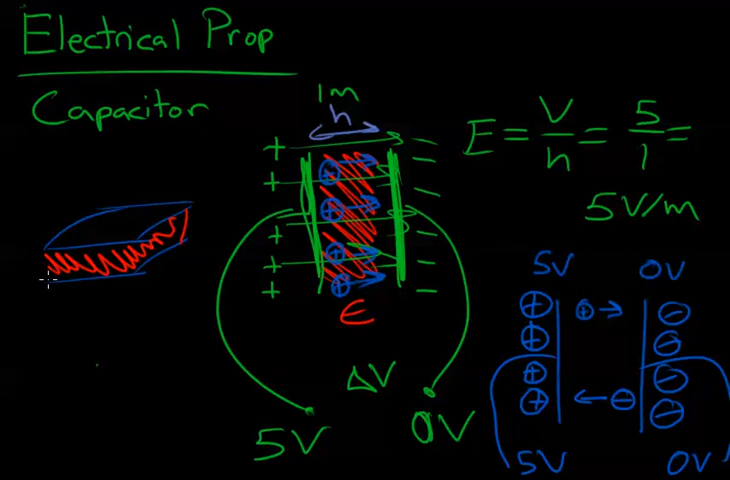 Electrical Prop
Capacitor
1m
h
E = V/h = 5/1 =
5V/m
+ −
+ −
+ −
+ −
+ −
ϵ
ΔV
5V 0V
5V 0V
⊕ ⊕→ ⊖
⊕ ⊖
⊕ ⊖
⊕ ←⊖ ⊖
5V 0V